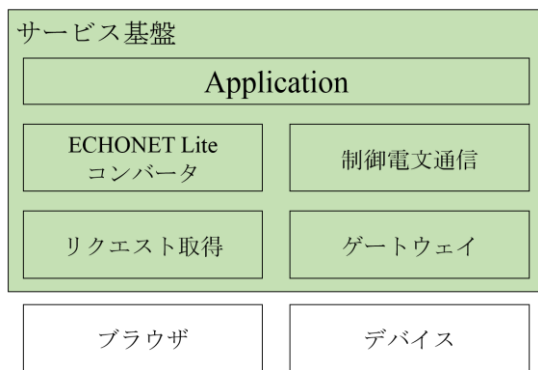 サービス基盤
Application
ECHONET Lite
コンバータ
制御電文通信
リクエスト取得
ゲートウェイ
ブラウザ
デバイス